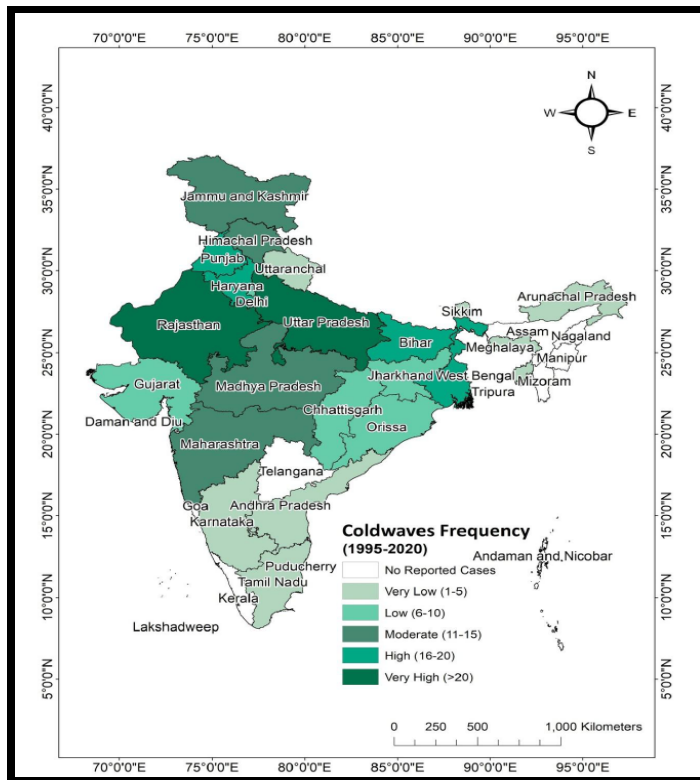 70°0'0"E 75°0'0"E 80°0'0"E 85°0'0"E 90°0'0"E 95°0'0"E
40°0'0"N 40°0'0"N
N
W E
S
35°0'0"N 35°0'0"N
Jammu and Kashmir
Himachal Pradesh
Punjab
30°0'0"N 30°0'0"N
Uttaranchal
Haryana
Delhi
Arunachal Pradesh
Sikkim
Rajasthan
Uttar Pradesh
Assam
Nagaland
Bihar
Meghalaya
25°0'0"N 25°0'0"N
Manipur
Gujarat
Madhya Pradesh
Jharkhand
West Bengal
Mizoram
Tripura
Chhattisgarh
Daman and Diu
Orissa
20°0'0"N 20°0'0"N
Maharashtra
Telangana
Goa
Andhra Pradesh
15°0'0"N 15°0'0"N
Karnataka
Coldwaves Frequency
(1995-2020)
Andaman and Nicobar
Puducherry
No Reported Cases
Tamil Nadu
Very Low (1-5)
10°0'0"N 10°0'0"N
Kerala
Low (6-10)
Lakshadweep
Moderate (11-15)
High (16-20)
5°0'0"N 5°0'0"N
Very High (>20)
0 250 500 1,000 Kilometers
70°0'0"E 75°0'0"E 80°0'0"E 85°0'0"E 90°0'0"E 95°0'0"E